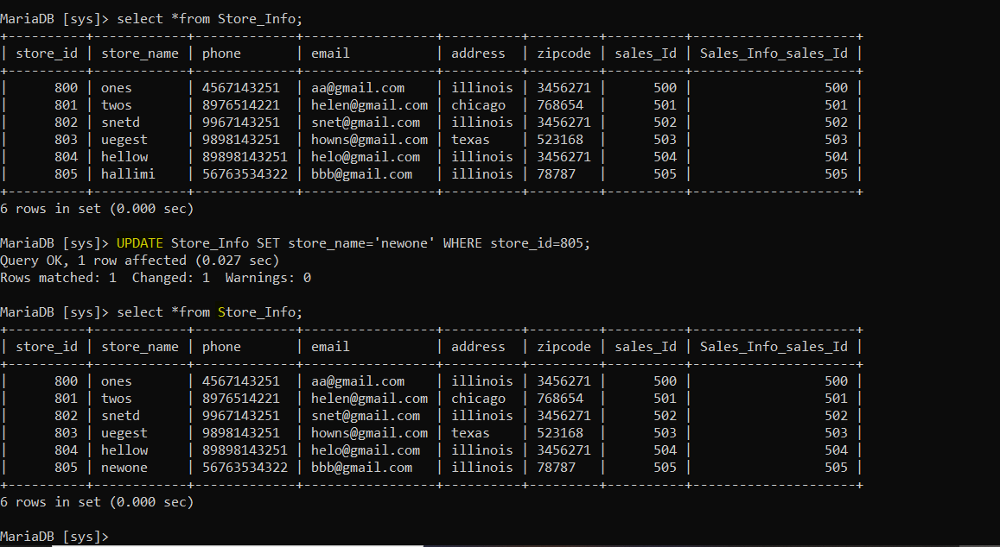 MariaDB [sys]> select *from Store_Info;
+----------+------------+-------------+-----------------+----------+---------+----------+---------------------+
| store_id | store_name | phone       | email           | address  | zipcode | sales_Id | Sales_Info_sales_Id |
+----------+------------+-------------+-----------------+----------+---------+----------+---------------------+
|      800 | ones       | 4567143251  | aa@gmail.com    | illinois | 3456271 |      500 |                 500 |
|      801 | twos       | 8976514221  | helen@gmail.com | chicago  | 768654  |      501 |                 501 |
|      802 | snetd      | 9967143251  | snet@gmail.com  | illinois | 3456271 |      502 |                 502 |
|      803 | uegest     | 9898143251  | howns@gmail.com | texas    | 523168  |      503 |                 503 |
|      804 | hellow     | 89898143251 | helo@gmail.com  | illinois | 3456271 |      504 |                 504 |
|      805 | hallimi    | 56763534322 | bbb@gmail.com   | illinois | 78787   |      505 |                 505 |
+----------+------------+-------------+-----------------+----------+---------+----------+---------------------+
6 rows in set (0.000 sec)
MariaDB [sys]> UPDATE Store_Info SET store_name='newone' WHERE store_id=805;
Query OK, 1 row affected (0.027 sec)
Rows matched: 1  Changed: 1  Warnings: 0
MariaDB [sys]> select *from Store_Info;
+----------+------------+-------------+-----------------+----------+---------+----------+---------------------+
| store_id | store_name | phone       | email           | address  | zipcode | sales_Id | Sales_Info_sales_Id |
+----------+------------+-------------+-----------------+----------+---------+----------+---------------------+
|      800 | ones       | 4567143251  | aa@gmail.com    | illinois | 3456271 |      500 |                 500 |
|      801 | twos       | 8976514221  | helen@gmail.com | chicago  | 768654  |      501 |                 501 |
|      802 | snetd      | 9967143251  | snet@gmail.com  | illinois | 3456271 |      502 |                 502 |
|      803 | uegest     | 9898143251  | howns@gmail.com | texas    | 523168  |      503 |                 503 |
|      804 | hellow     | 89898143251 | helo@gmail.com  | illinois | 3456271 |      504 |                 504 |
|      805 | newone     | 56763534322 | bbb@gmail.com   | illinois | 78787   |      505 |                 505 |
+----------+------------+-------------+-----------------+----------+---------+----------+---------------------+
6 rows in set (0.000 sec)
MariaDB [sys]>